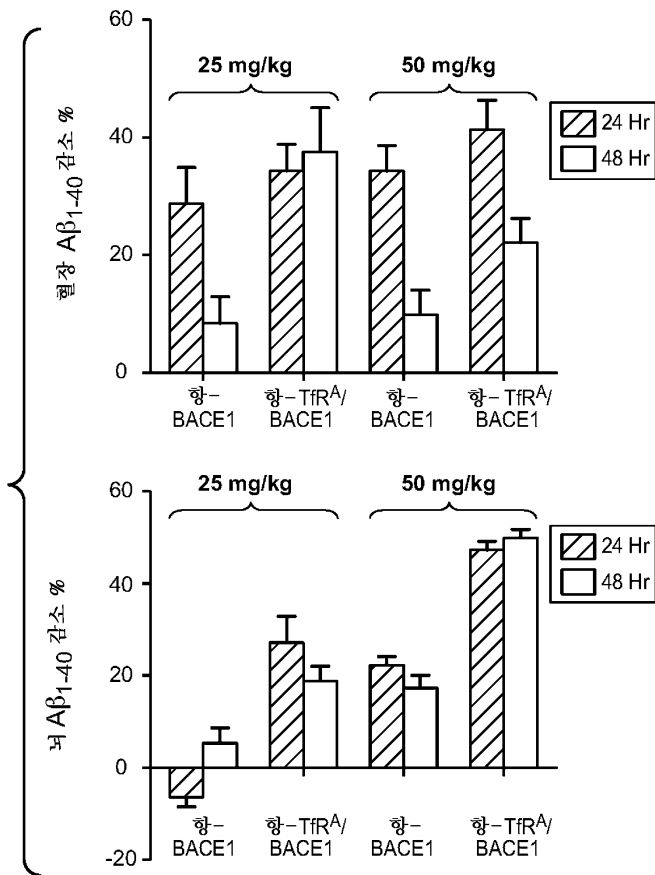 60
40
20
0
혈장 Aβ1-40 감소 %
25 mg/kg
50 mg/kg
24 Hr
48 Hr
항-
BACE1
항-TfRA/
BACE1
항-
BACE1
항-TfRA/
BACE1
60
40
20
0
-20
뇌 Aβ1-40 감소 %
25 mg/kg
50 mg/kg
24 Hr
48 Hr
항-
BACE1
항-TfRA/
BACE1
항-
BACE1
항-TfRA/
BACE1